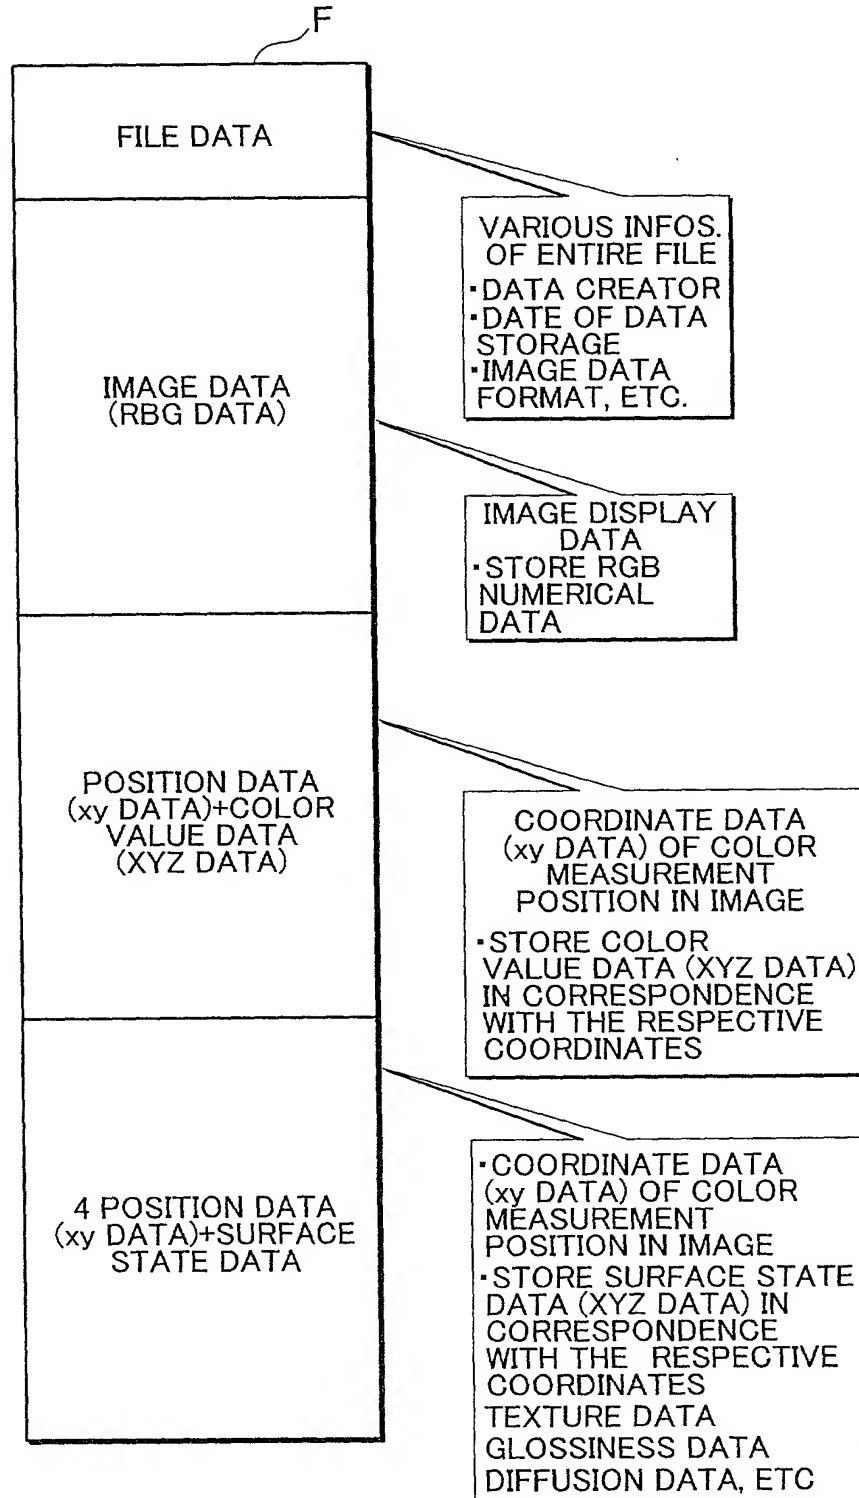 F
FILE DATA
VARIOUS INFOS.
OF ENTIRE FILE
・DATA CREATOR
・DATE OF DATA
STORAGE
・IMAGE DATA
FORMAT, ETC.
IMAGE DATA
(RBG DATA)
IMAGE DISPLAY
DATA
・STORE RGB
NUMERICAL
DATA
POSITION DATA
(xy DATA)+COLOR
VALUE DATA
(XYZ DATA)
COORDINATE DATA
(xy DATA) OF COLOR
MEASUREMENT
POSITION IN IMAGE
・STORE COLOR
VALUE DATA (XYZ DATA)
IN CORRESPONDENCE
WITH THE RESPECTIVE
COORDINATES
4 POSITION DATA
(xy DATA)+SURFACE
STATE DATA
・COORDINATE DATA
(xy DATA) OF COLOR
MEASUREMENT
POSITION IN IMAGE
・STORE SURFACE STATE
DATA (XYZ DATA) IN
CORRESPONDENCE
WITH THE RESPECTIVE
COORDINATES
TEXTURE DATA
GLOSSINESS DATA
DIFFUSION DATA, ETC